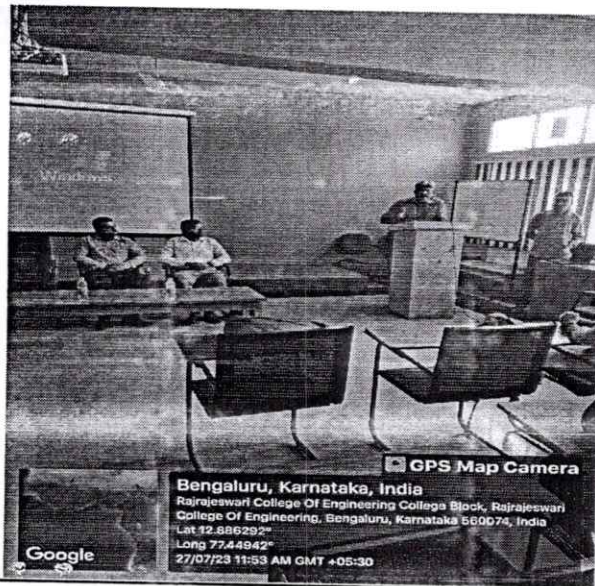 Windows
GPS Map Camera
Bengaluru, Karnataka, India
Rajrajeswari College Of Engineering College Block, Rajrajeswari
College Of Engineering, Bengaluru, Karnataka 560074, India
Lat 12.886292°
Long 77.44942°
27/07/23 11:53 AM GMT +05:30
Google